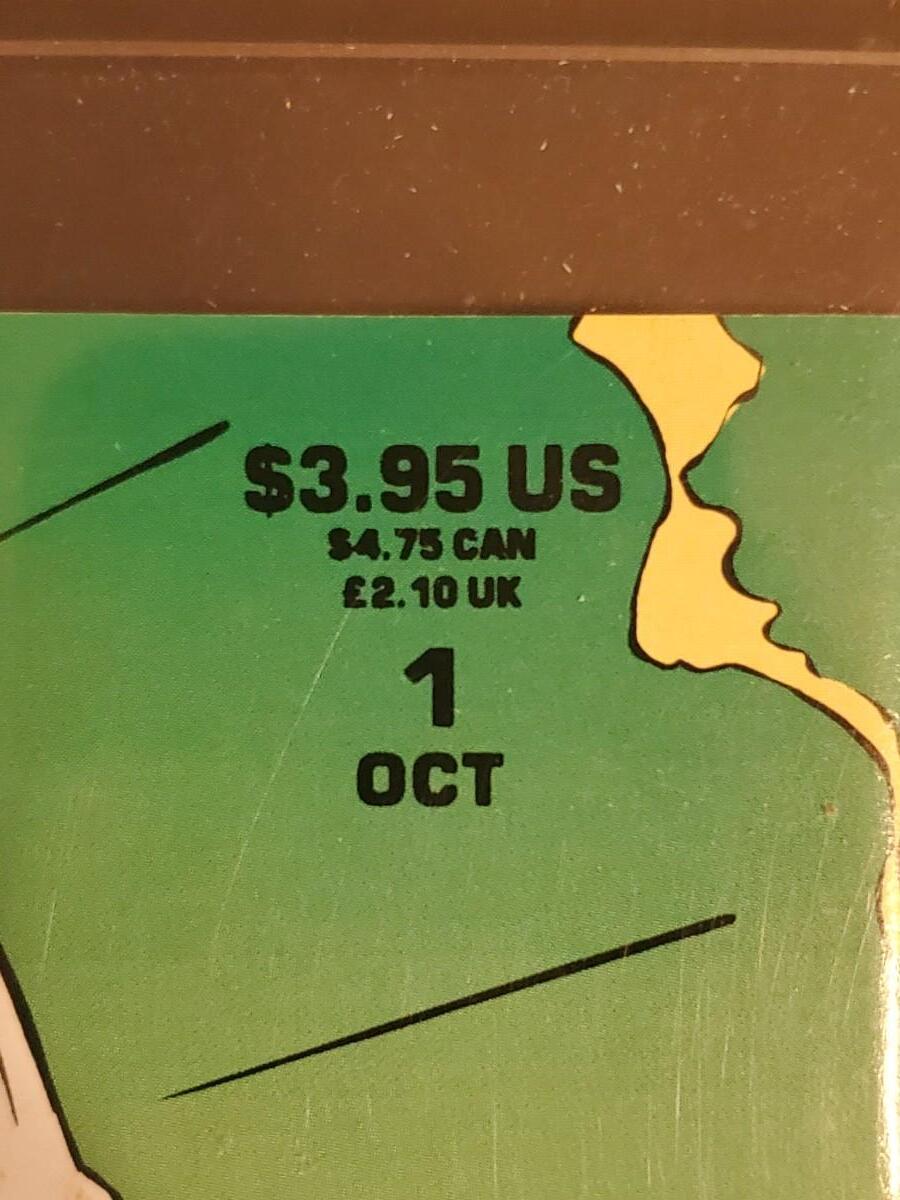 $3.95 US
$4.75 CAN
£2.10 UK
1
OCT